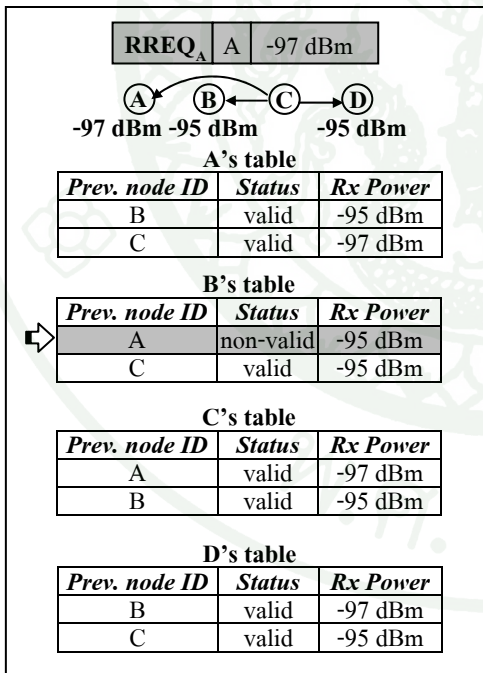 RREQA A -97 dBm
A B C D
-97 dBm -95 dBm -95 dBm
A's table
Prev. node ID Status Rx Power
B valid -95 dBm
C valid -97 dBm
B's table
Prev. node ID Status Rx Power
A non-valid -95 dBm
C valid -95 dBm
C's table
Prev. node ID Status Rx Power
A valid -97 dBm
B valid -95 dBm
D's table
Prev. node ID Status Rx Power
B valid -97 dBm
C valid -95 dBm